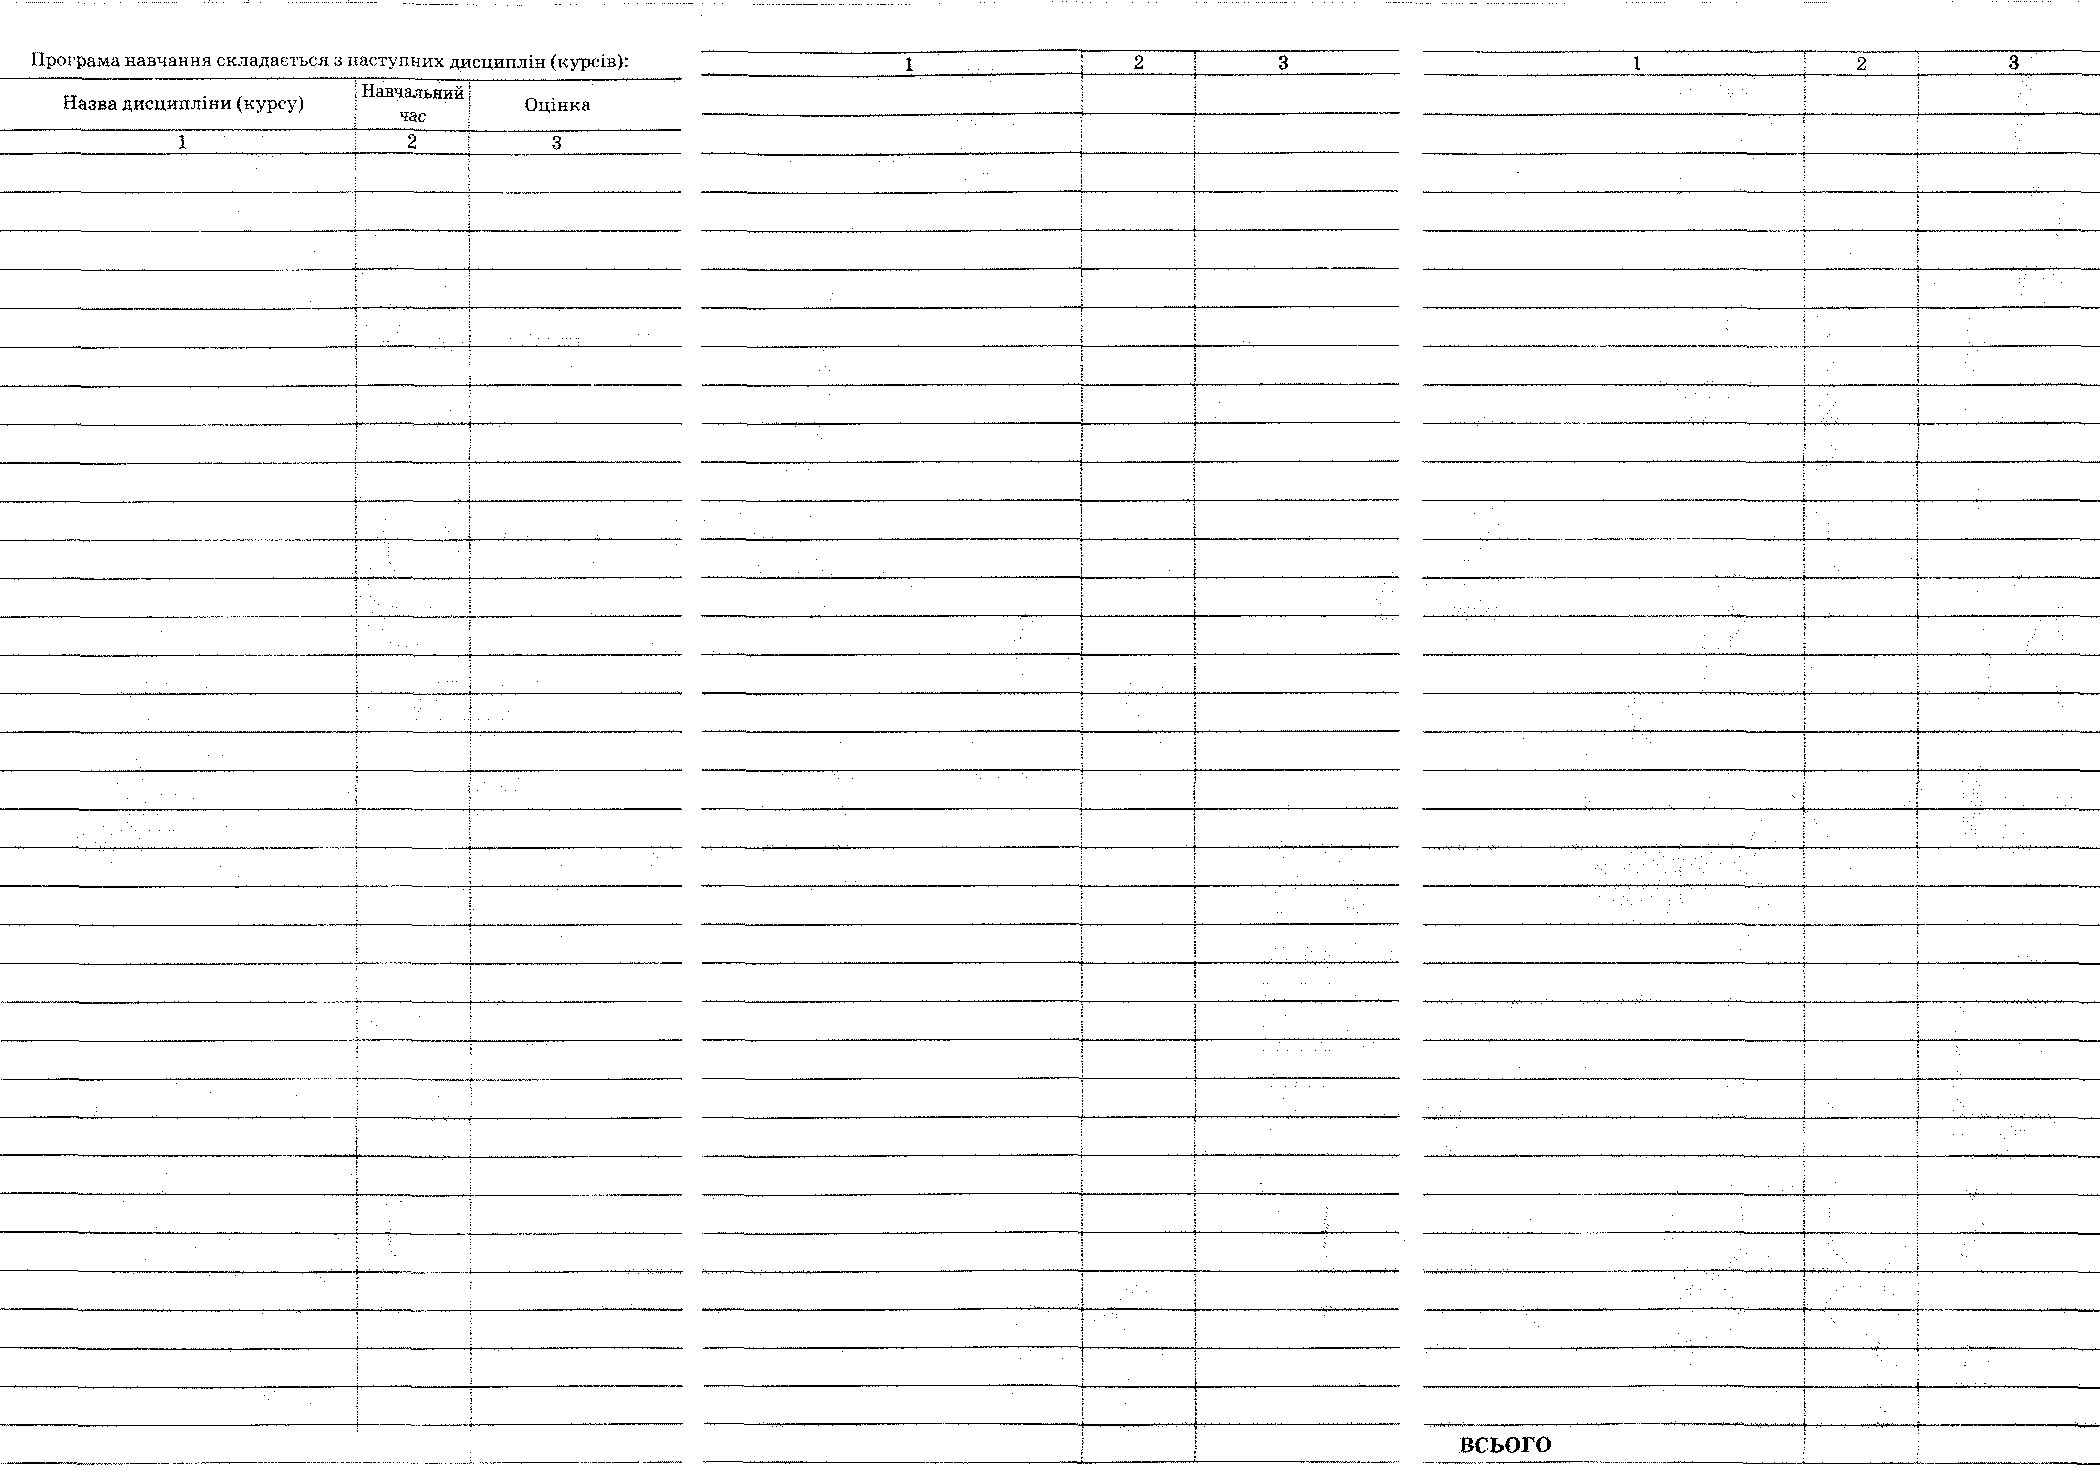 Програма навчання складається з наступних дисциплін (курсів):
Назва дисципліни (курсу) Навчальний час Оцінка
1 2 3
1 2 3
1 2 3
ВСЬОГО